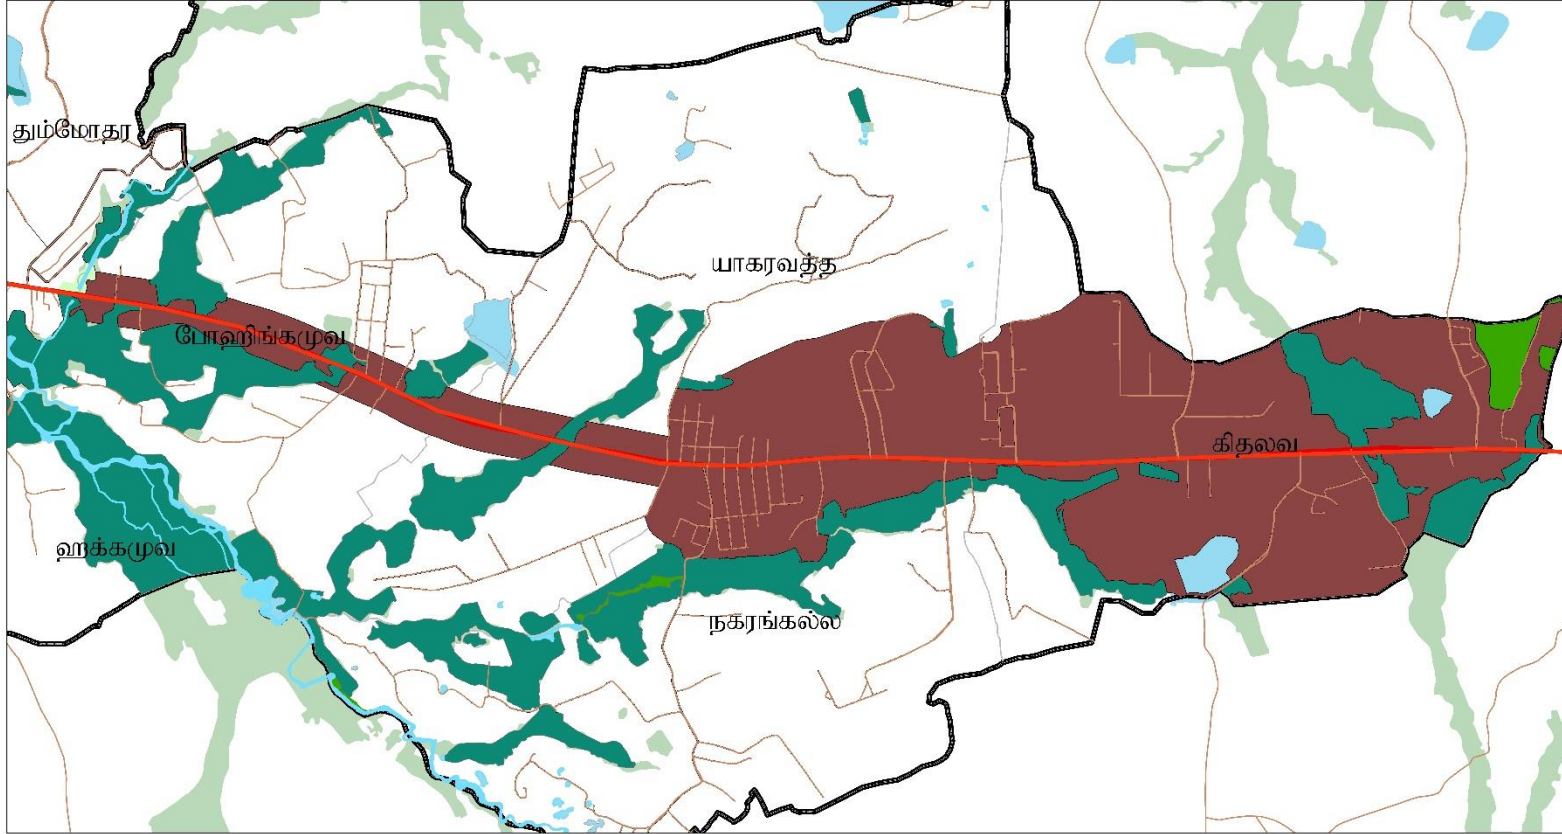 தும்மோதர
யாகரவத்த
போஹிங்கமுவ
கிதலவ
ஹக்கமுவ
நகரங்கல்ல